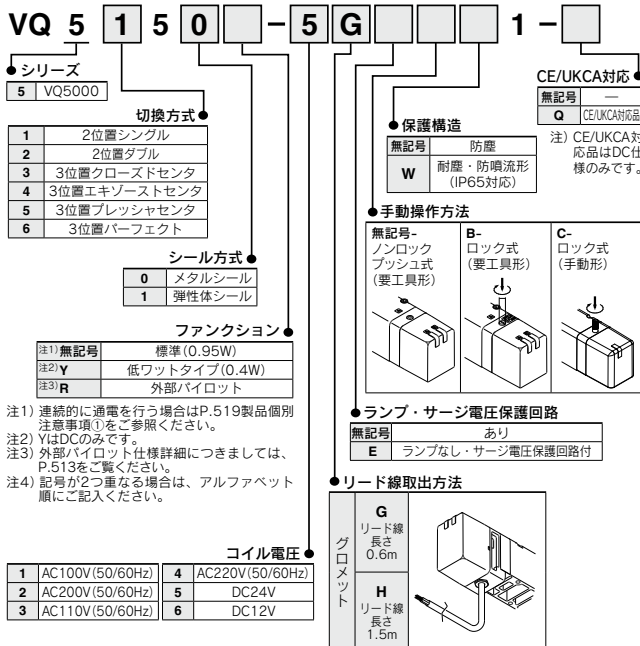 VQ 5 1 5 0 - 5 G 1 -
シリーズ
5 VQ5000
切換方式
1 2位置シングル
2 2位置ダブル
3 3位置クローズドセンタ
4 3位置エキゾーストセンタ
5 3位置プレッシャセンタ
6 3位置パーフェクト
シール方式
0 メタルシール
1 弾性体シール
ファンクション
注1)無記号 標準(0.95W)
注2)Y 低ワットタイプ(0.4W)
注3)R 外部パイロット
注1) 連続的に通電を行う場合はP.519製品個別
注意事項①をご参照ください。
注2) YはDCのみです。
注3) 外部パイロット仕様詳細につきましては、
P.513をご覧ください。
注4) 記号が2つ重なる場合は、アルファベット
順にご記入ください。
コイル電圧
1 AC100V(50/60Hz) 4 AC220V(50/60Hz)
2 AC200V(50/60Hz) 5 DC24V
3 AC110V(50/60Hz) 6 DC12V
CE/UKCA対応
無記号 —
Q CE/UKCA対応品
注) CE/UKCA対
応品はDC仕
様のみです。
保護構造
無記号 防塵
W 耐塵・防噴流形
(IP65対応)
手動操作方法
無記号-
ノンロック
プッシュ式
(要工具形)
B-
ロック式
(要工具形)
C-
ロック式
(手動形)
ランプ・サージ電圧保護回路
無記号 あり
E ランプなし・サージ電圧保護回路付
リード線取出方法
グロメット
G
リード線
長さ
0.6m
H
リード線
長さ
1.5m